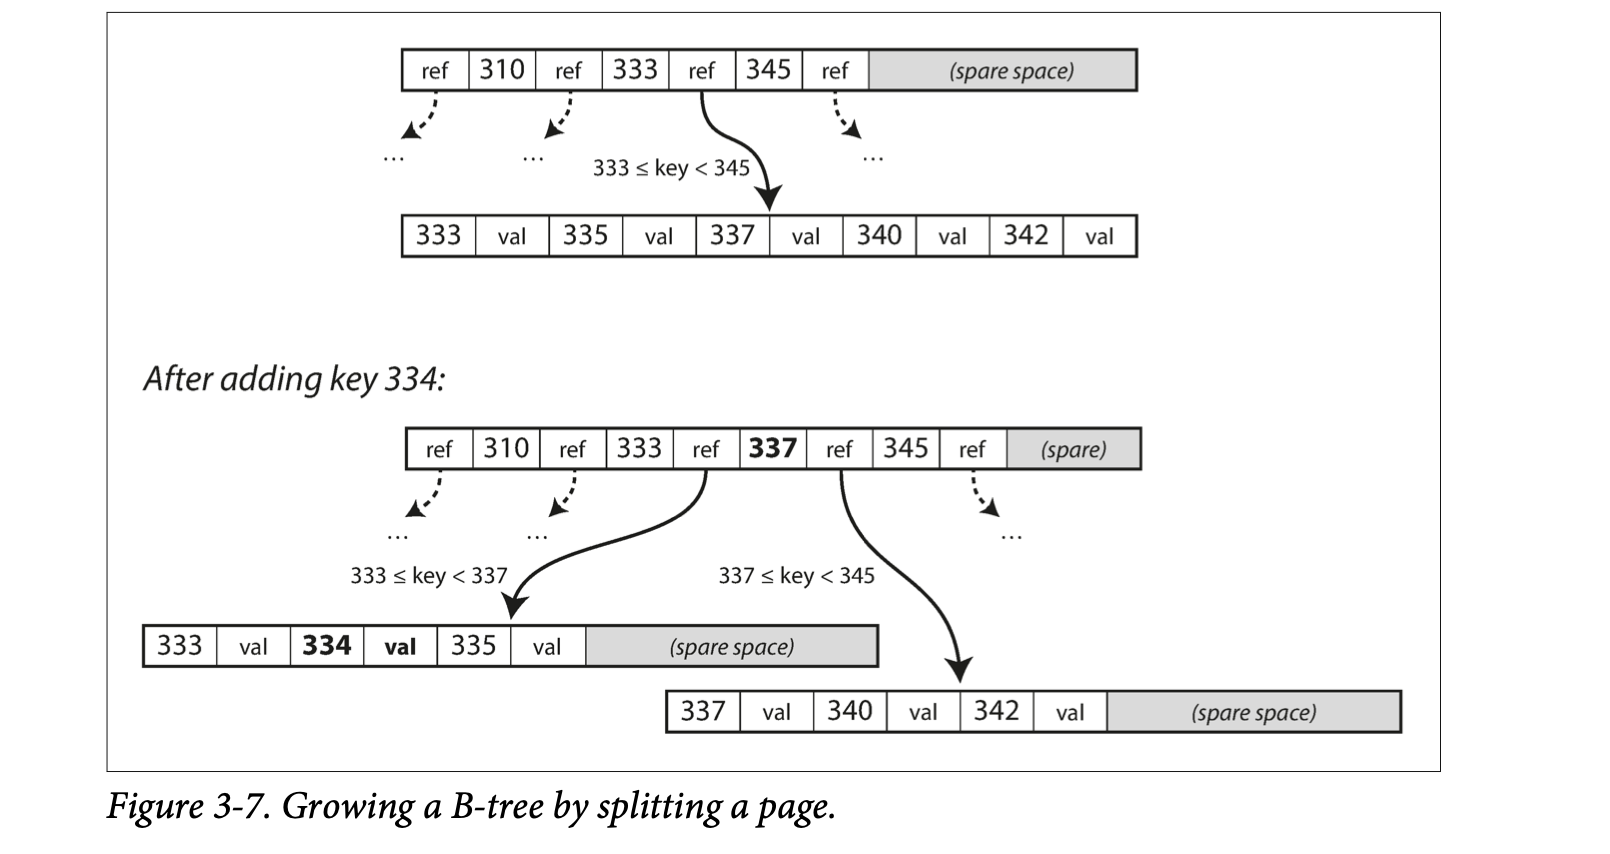 ref 310 ref 333 ref 345 ref (spare space)
... ... ...
333 ≤ key < 345
333 val 335 val 337 val 340 val 342 val
After adding key 334:
ref 310 ref 333 ref 337 ref 345 ref (spare)
... ... ...
333 ≤ key < 337 337 ≤ key < 345
333 val 334 val 335 val (spare space)
337 val 340 val 342 val (spare space)
Figure 3-7. Growing a B-tree by splitting a page.